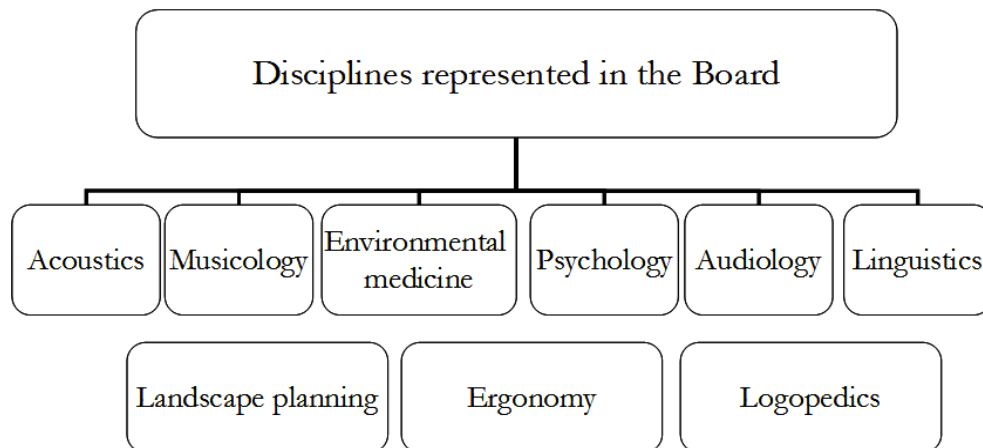 Disciplines represented in the Board
Acoustics
Musicology
Environmental
medicine
Psychology
Audiology
Linguistics
Landscape planning
Ergonomy
Logopedics